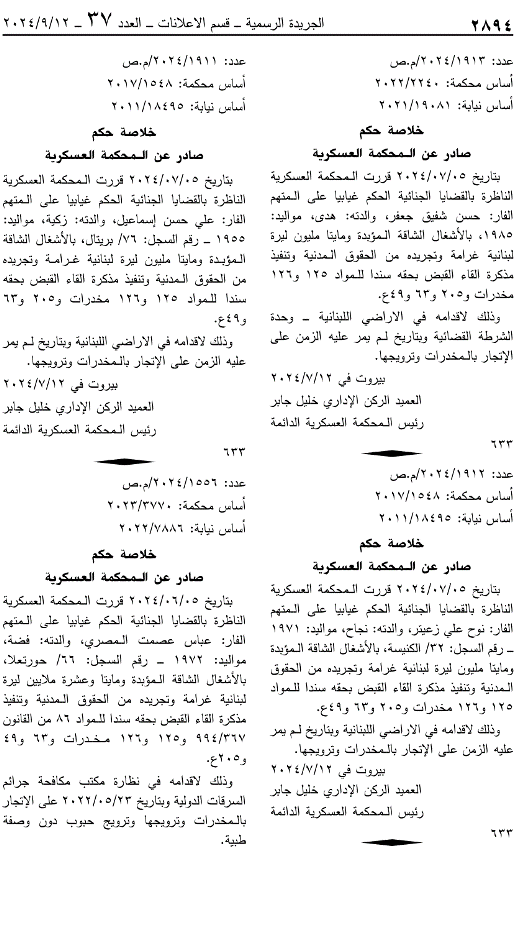 ٢٨٩٤
الجريدة الرسمية ــ قسم الاعلانات ــ العدد ٣٧ ــ ٢٠٢٤/٩/١٢
عدد: ٢٠٢٤/١٩١٣/م.ص
أساس محكمة: ٢٠٢٢/٢٢٤٠
أساس نيابة: ٢٠٢١/١٩٠٨١
خلاصة حكم
صادر عن المحكمة العسكرية
بتاريخ ٢٠٢٤/٠٧/٠٥ قررت المحكمة العسكرية
الناظرة بالقضايا الجنائية الحكم غيابيا على المتهم
الفار: حسن شفيق جعفر، والدته: هدى، مواليد:
١٩٨٥، بالأشغال الشاقة المؤبدة ومايتا مليون ليرة
لبنانية غرامة وتجريده من الحقوق المدنية وتنفيذ
مذكرة القاء القبض بحقه سندا للمواد ١٢٥ و١٢٦
مخدرات و٢٠٥ و٦٣ و٤٩ع.
وذلك لاقدامه في الاراضي اللبنانية ــ وحدة
الشرطة القضائية وبتاريخ لم يمر عليه الزمن على
الإتجار بالمخدرات وترويجها.
بيروت في ٢٠٢٤/٧/١٢
العميد الركن الإداري خليل جابر
رئيس المحكمة العسكرية الدائمة
٦٣٣
عدد: ٢٠٢٤/١٩١٢/م.ص
أساس محكمة: ٢٠١٧/١٥٤٨
أساس نيابة: ٢٠١١/١٨٤٩٥
خلاصة حكم
صادر عن المحكمة العسكرية
بتاريخ ٢٠٢٤/٠٧/٠٥ قررت المحكمة العسكرية
الناظرة بالقضايا الجنائية الحكم غيابيا على المتهم
الفار: نوح علي زعيتر، والدته: نجاح، مواليد: ١٩٧١
ــ رقم السجل: ٣٢/ الكنيسة، بالأشغال الشاقة المؤبدة
ومايتا مليون ليرة لبنانية غرامة وتجريده من الحقوق
المدنية وتنفيذ مذكرة القاء القبض بحقه سندا للمواد
١٢٥ و١٢٦ مخدرات و٢٠٥ و٦٣ و٤٩ع.
وذلك لاقدامه في الاراضي اللبنانية وبتاريخ لم يمر
عليه الزمن على الإتجار بالمخدرات وترويجها.
بيروت في ٢٠٢٤/٧/١٢
العميد الركن الإداري خليل جابر
رئيس المحكمة العسكرية الدائمة
٦٣٣
عدد: ٢٠٢٤/١٩١١/م.ص
أساس محكمة: ٢٠١٧/١٥٤٨
أساس نيابة: ٢٠١١/١٨٤٩٥
خلاصة حكم
صادر عن المحكمة العسكرية
بتاريخ ٢٠٢٤/٠٧/٠٥ قررت المحكمة العسكرية
الناظرة بالقضايا الجنائية الحكم غيابيا على المتهم
الفار: علي حسن إسماعيل، والدته: زكية، مواليد:
١٩٥٥ ــ رقم السجل: ٧٦/ بريتال، بالأشغال الشاقة
المؤبدة ومايتا مليون ليرة لبنانية غرامة وتجريده
من الحقوق المدنية وتنفيذ مذكرة القاء القبض بحقه
سندا للمواد ١٢٥ و١٢٦ مخدرات و٢٠٥ و٦٣
و٤٩ع.
وذلك لاقدامه في الاراضي اللبنانية وبتاريخ لم يمر
عليه الزمن على الإتجار بالمخدرات وترويجها.
بيروت في ٢٠٢٤/٧/١٢
العميد الركن الإداري خليل جابر
رئيس المحكمة العسكرية الدائمة
٦٣٣
عدد: ٢٠٢٤/١٥٥٦/م.ص
أساس محكمة: ٢٠٢٣/٣٧٧٠
أساس نيابة: ٢٠٢٢/٧٨٨٦
خلاصة حكم
صادر عن المحكمة العسكرية
بتاريخ ٢٠٢٤/٠٦/٠٥ قررت المحكمة العسكرية
الناظرة بالقضايا الجنائية الحكم غيابيا على المتهم
الفار: عباس عصمت المصري، والدته: فضة،
مواليد: ١٩٧٢ ــ رقم السجل: ٦٦/ حورتعلا،
بالأشغال الشاقة المؤبدة ومايتا وعشرة ملايين ليرة
لبنانية غرامة وتجريده من الحقوق المدنية وتنفيذ
مذكرة القاء القبض بحقه سندا للمواد ٨٦ من القانون
٩٩٤/٣٦٧ و١٢٥ و١٢٦ مخدرات و٦٣ و٤٩
و٢٠٥ع.
وذلك لاقدامه في نظارة مكتب مكافحة جرائم
السرقات الدولية وبتاريخ ٢٠٢٢/٠٥/٢٣ على الإتجار
بالمخدرات وترويجها وترويج حبوب دون وصفة
طبية.